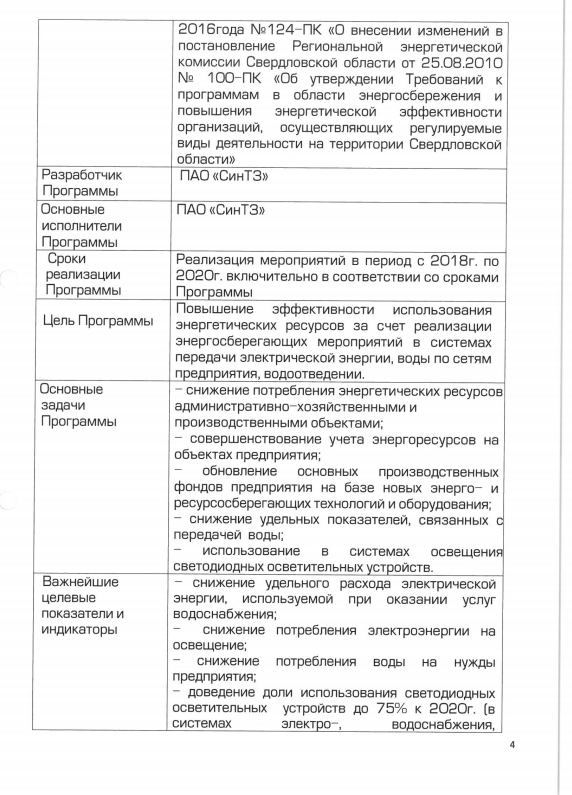 2016года №124-ПК «О внесении изменений в
постановление Региональной энергетической
комиссии Свердловской области от 25.08.2010
№ 100-ПК «Об утверждении Требований к
программам в области энергосбережения и
повышения энергетической эффективности
организаций, осуществляющих регулируемые
виды деятельности на территории Свердловской
области»
Разработчик
Программы
ПАО «СинТЗ»
Основные
исполнители
Программы
ПАО «СинТЗ»
Сроки
реализации
Программы
Реализация мероприятий в период с 2018г. по
2020г. включительно в соответствии со сроками
Программы
Цель Программы
Повышение эффективности использования
энергетических ресурсов за счет реализации
энергосберегающих мероприятий в системах
передачи электрической энергии, воды по сетям
предприятия, водоотведении.
Основные
задачи
Программы
– снижение потребления энергетических ресурсов
административно-хозяйственными и
производственными объектами;
– совершенствование учета энергоресурсов на
объектах предприятия;
– обновление основных производственных
фондов предприятия на базе новых энерго- и
ресурсосберегающих технологий и оборудования;
– снижение удельных показателей, связанных с
передачей воды;
– использование в системах освещения
светодиодных осветительных устройств.
Важнейшие
целевые
показатели и
индикаторы
– снижение удельного расхода электрической
энергии, используемой при оказании услуг
водоснабжения;
– снижение потребления электроэнергии на
освещение;
– снижение потребления воды на нужды
предприятия;
– доведение доли использования светодиодных
осветительных устройств до 75% к 2020г. (в
системах электро-, водоснабжения,
4